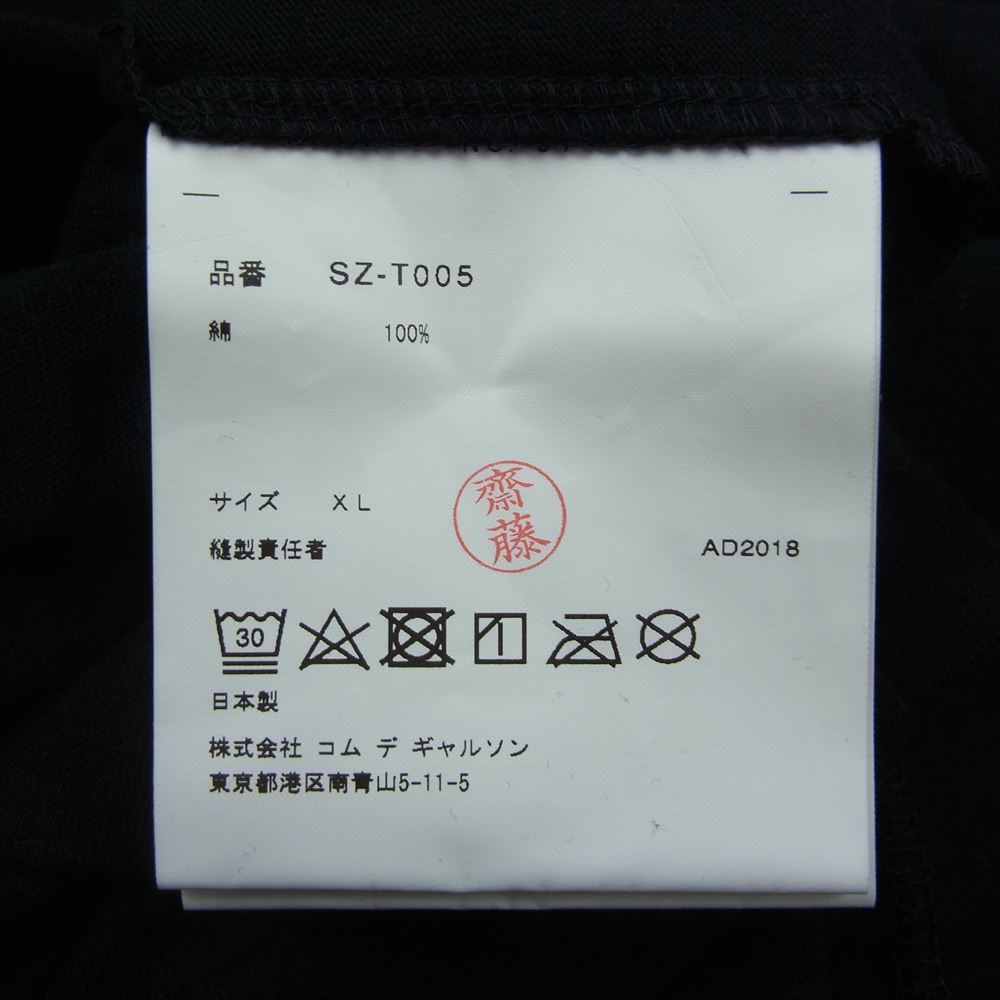 品番 SZ-T005
綿 100%
サイズ XL
齋藤
縫製責任者 AD2018
30
日本製
株式会社 コム デ ギャルソン
東京都港区南青山5-11-5